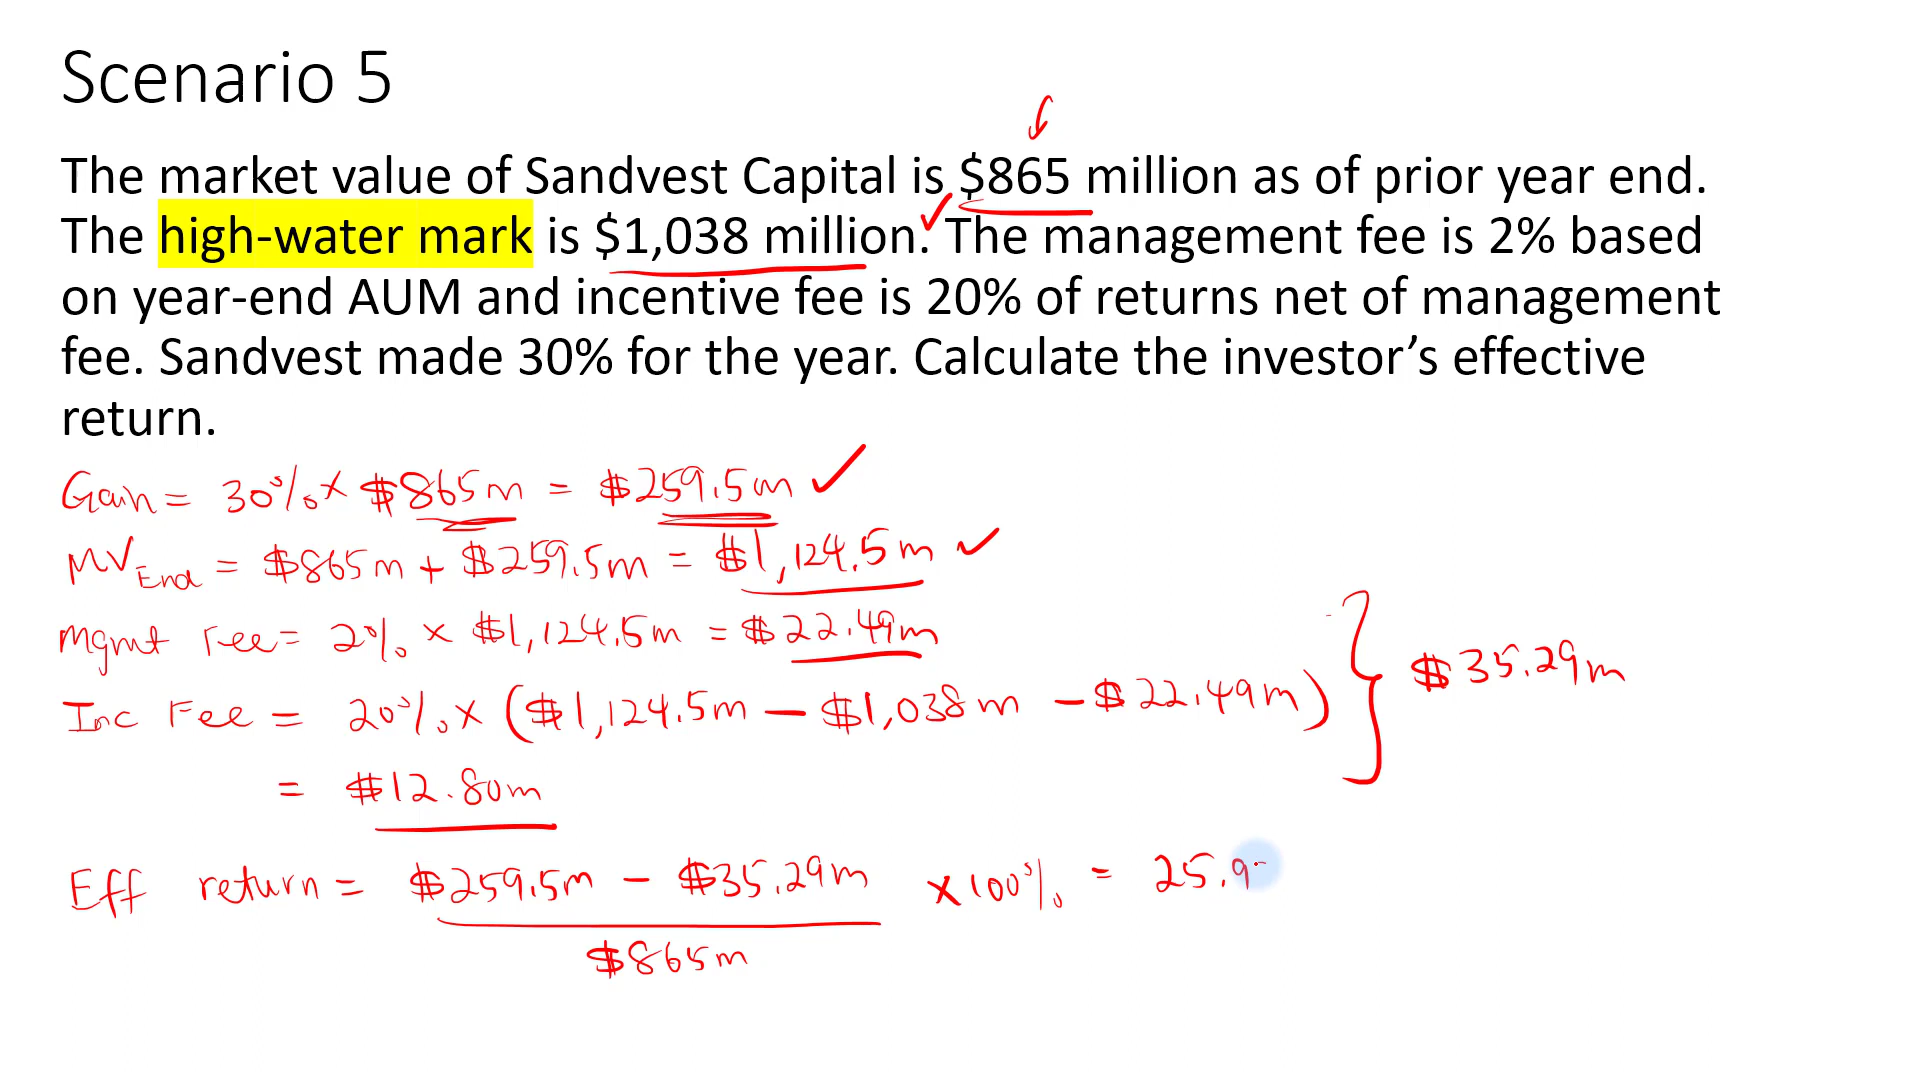 Scenario 5
The market value of Sandvest Capital is $865 million as of prior year end.
The high-water mark is $1,038 million. The management fee is 2% based
on year-end AUM and incentive fee is 20% of returns net of management
fee. Sandvest made 30% for the year. Calculate the investor’s effective
return.
Gain = 30% x $865m = $259.5m ✓
MV End = $865m + $259.5m = $1,124.5m ✓
Mgmt Fee = 2% x $1,124.5m = $22.49m
Inc Fee = 20% x ($1,124.5m - $1,038m - $22.49m)
= $12.80m
$35.29m
Eff return = $259.5m - $35.29m x 100% = 25.9
$865m